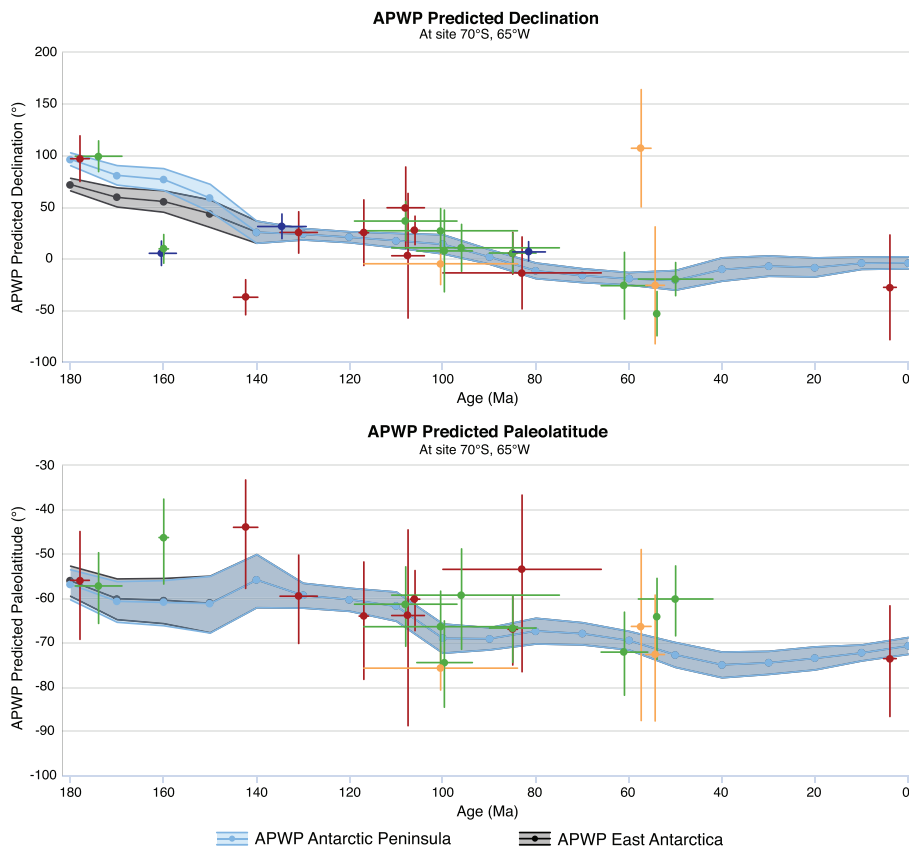 APWP Predicted Declination
At site 70°S, 65°W
APWP Predicted Declination (°)
200
150
100
50
0
-50
-100
180 160 140 120 100 80 60 40 20 0
Age (Ma)
APWP Predicted Paleolatitude
At site 70°S, 65°W
APWP Predicted Paleolatitude (°)
-30
-40
-50
-60
-70
-80
-90
-100
180 160 140 120 100 80 60 40 20 0
Age (Ma)
APWP Antarctic Peninsula APWP East Antarctica